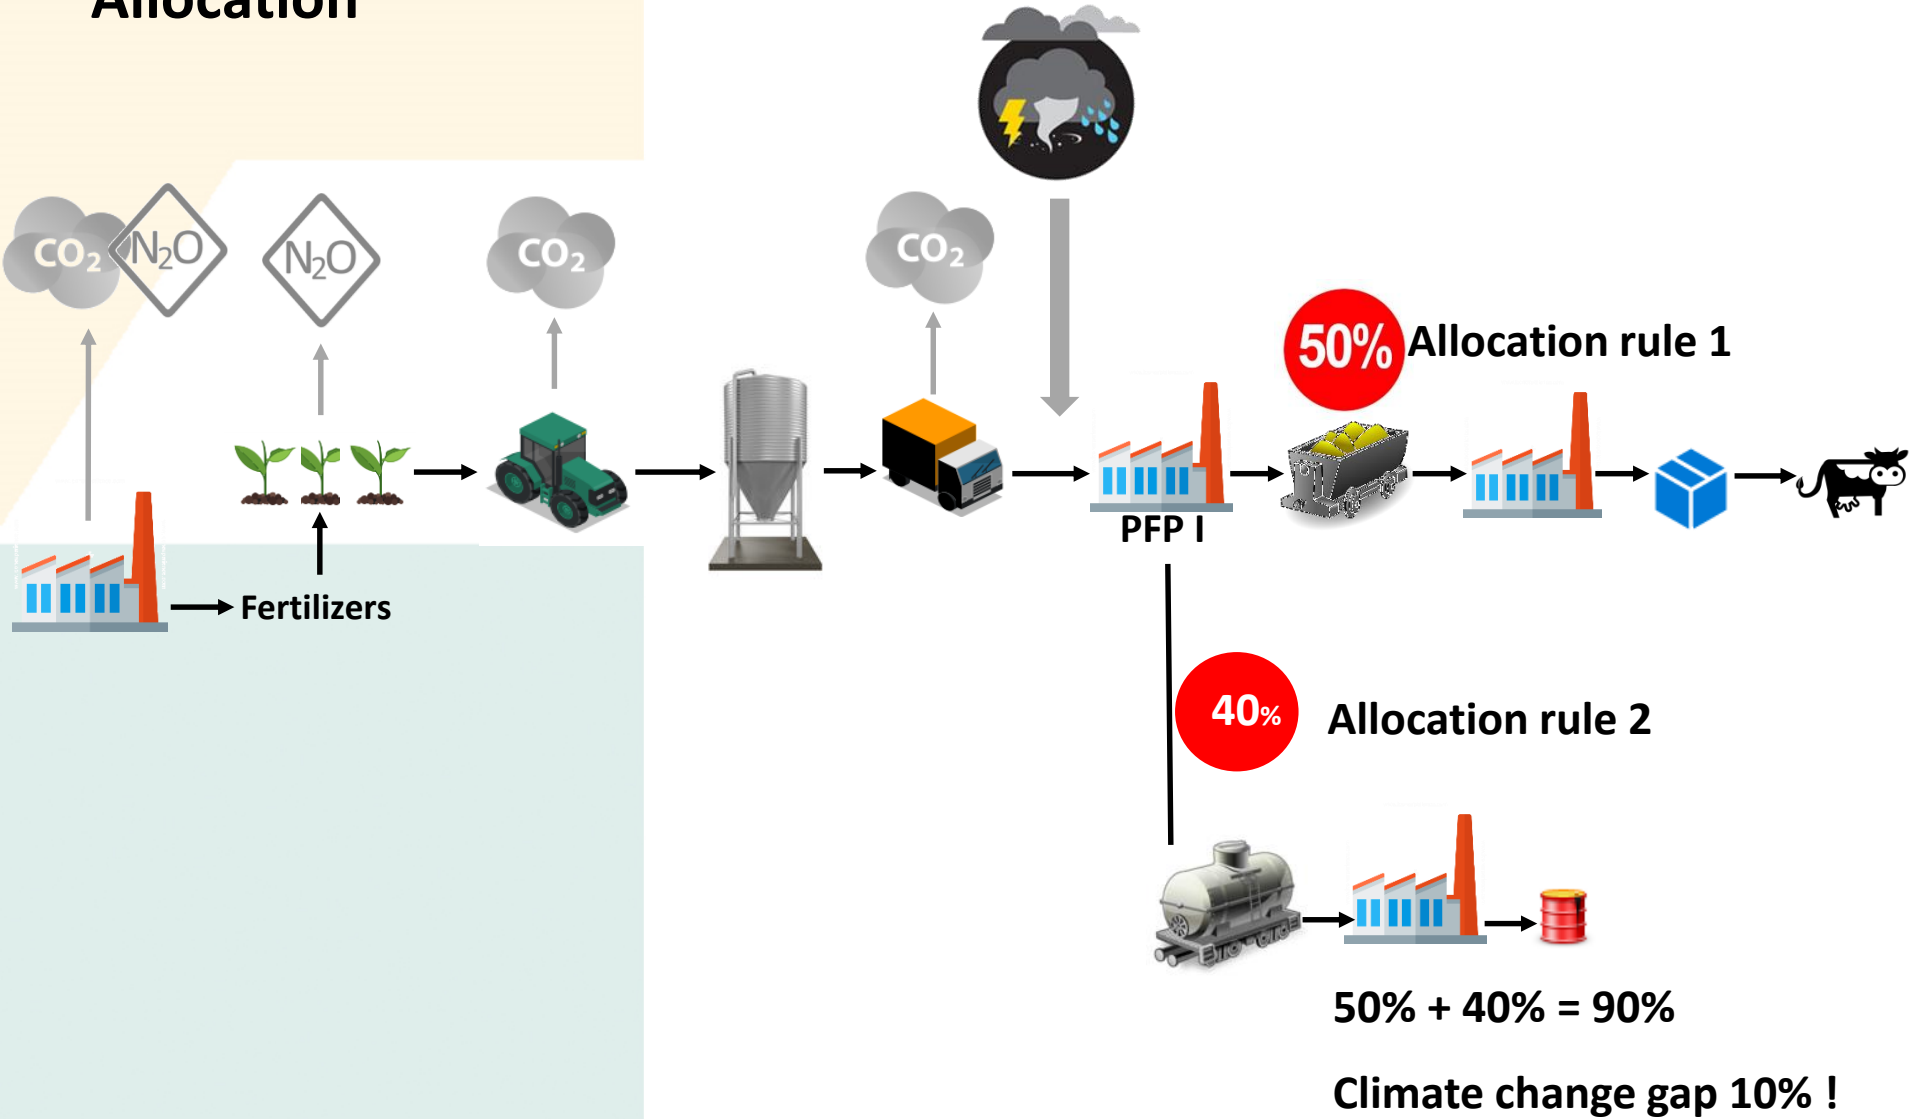 Allocation
CO2
N2O
N2O
CO2
CO2
50%
Allocation rule 1
PFP I
Fertilizers
40%
Allocation rule 2
50% + 40% = 90%
Climate change gap 10% !